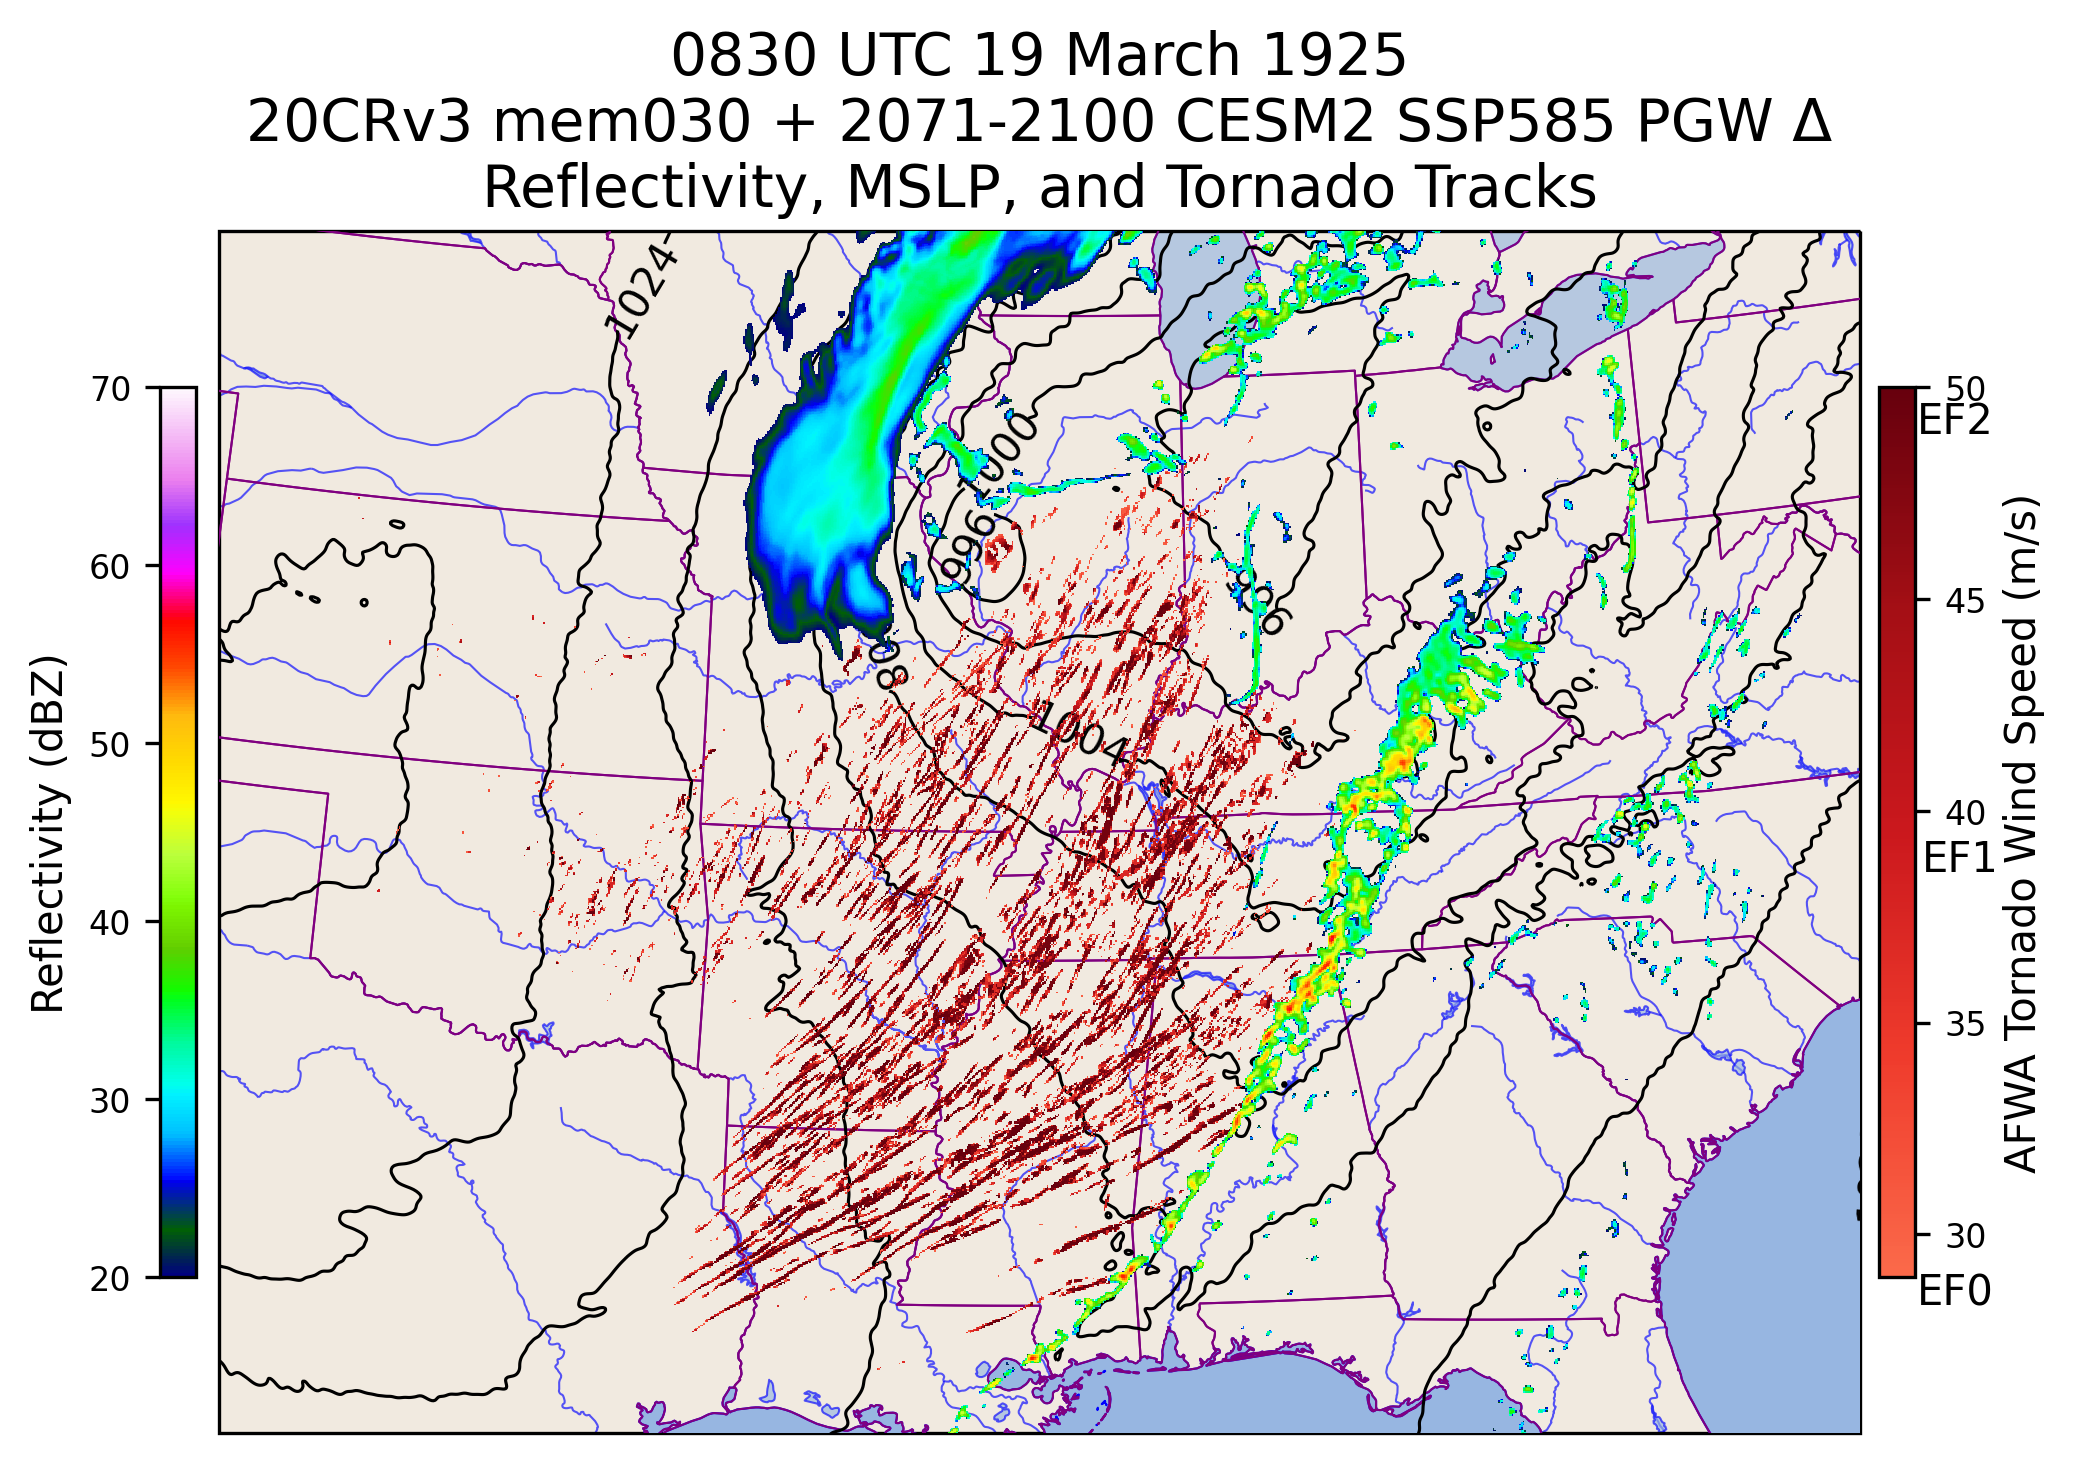 0830 UTC 19 March 1925
20CRv3 mem030 + 2071-2100 CESM2 SSP585 PGW Δ
Reflectivity, MSLP, and Tornado Tracks
70
60
50
40
30
20
Reflectivity (dBZ)
1024
1000
996
996
1008
1004
50
EF2
45
40
EF1
35
30
EF0
AFWA Tornado Wind Speed (m/s)